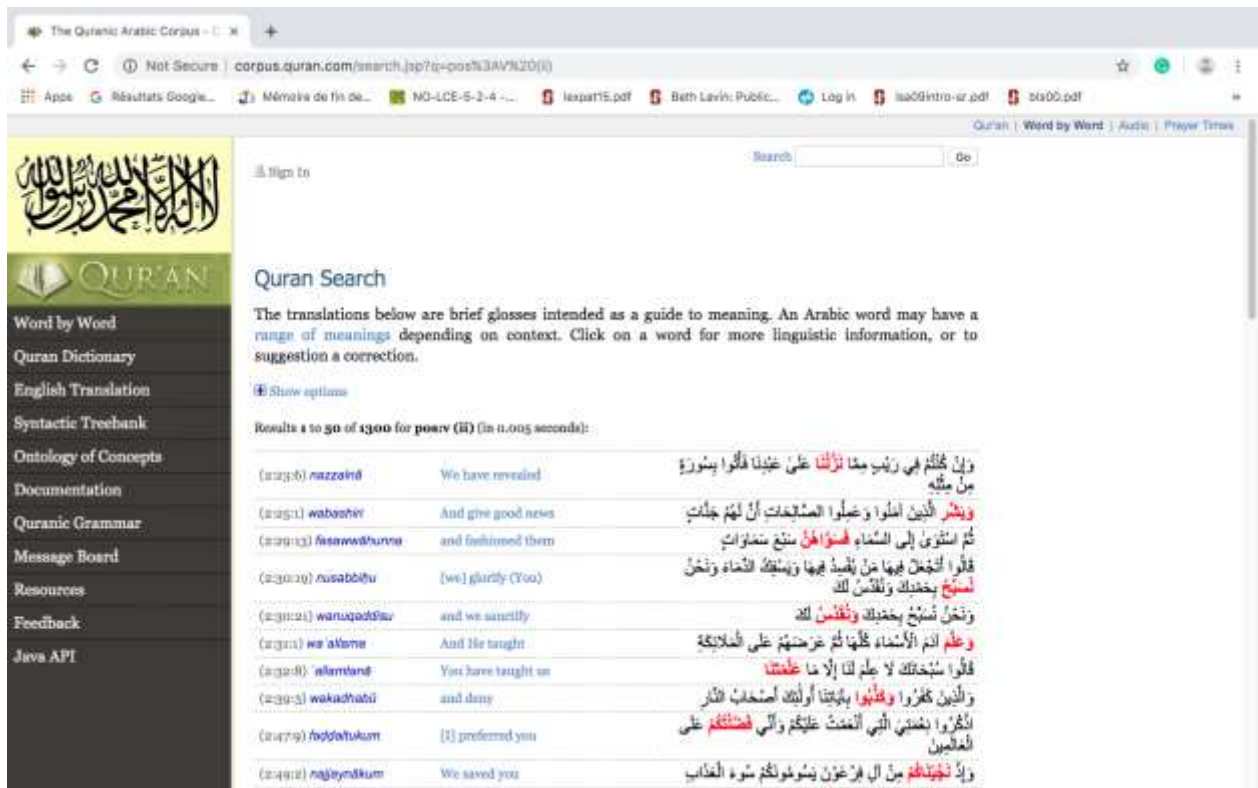 The Quranic Arabic Corpus - 
Not Secure | corpus.quran.com/search.jsp?q=pos%3AV%20(ii)
Apps
Résultats Google...
Mémoire de fin de...
NO-LCE-5-2-4 -...
lexpat15.pdf
Beth Levin: Public...
Log in
lsa09intro-sr.pdf
bls00.pdf
Quran | Word by Word | Audio | Prayer Times
Sign In
Search
Go
QUR'AN
Word by Word
Quran Dictionary
English Translation
Syntactic Treebank
Ontology of Concepts
Documentation
Quranic Grammar
Message Board
Resources
Feedback
Java API
Quran Search
The translations below are brief glosses intended as a guide to meaning. An Arabic word may have a
range of meanings depending on context. Click on a word for more linguistic information, or to
suggestion a correction.
Show options
Results 1 to 50 of 1300 for pos:v (ii) (in 0.005 seconds):
(2:23:6) nazzalnā We have revealed وَإِنْ كُنْتُمْ فِي رَيْبٍ مِمَّا نَزَّلْنَا عَلَىٰ عَبْدِنَا فَأْتُوا بِسُورَةٍ
مِنْ مِثْلِهِ
(2:25:1) wabashiri And give good news وَبَشِّرِ الَّذِينَ آمَنُوا وَعَمِلُوا الصَّالِحَاتِ أَنَّ لَهُمْ جَنَّاتٍ
(2:29:13) fasawwāhunna and fashioned them ثُمَّ اسْتَوَىٰ إِلَى السَّمَاءِ فَسَوَّاهُنَّ سَبْعَ سَمَاوَاتٍ
(2:30:19) nusabbiḥu [we] glorify (You) قَالُوا أَتَجْعَلُ فِيهَا مَنْ يُفْسِدُ فِيهَا وَيَسْفِكُ الدِّمَاءَ وَنَحْنُ
نُسَبِّحُ بِحَمْدِكَ وَنُقَدِّسُ لَكَ
(2:30:21) wanuqaddisu and we sanctify وَنَحْنُ نُسَبِّحُ بِحَمْدِكَ وَنُقَدِّسُ لَكَ
(2:31:1) waʿallama And He taught وَعَلَّمَ آدَمَ الْأَسْمَاءَ كُلَّهَا ثُمَّ عَرَضَهُمْ عَلَى الْمَلَائِكَةِ
(2:32:8) ʿallamtanā You have taught us قَالُوا سُبْحَانَكَ لَا عِلْمَ لَنَا إِلَّا مَا عَلَّمْتَنَا
(2:39:3) wakadhabū and deny وَالَّذِينَ كَفَرُوا وَكَذَّبُوا بِآيَاتِنَا أُولَٰئِكَ أَصْحَابُ النَّارِ
(2:47:9) faḍḍaltukum [I] preferred you اذْكُرُوا نِعْمَتِيَ الَّتِي أَنْعَمْتُ عَلَيْكُمْ وَأَنِّي فَضَّلْتُكُمْ عَلَى
الْعَالَمِينَ
(2:49:2) najjaynākum We saved you وَإِذْ نَجَّيْنَاكُمْ مِنْ آلِ فِرْعَوْنَ يَسُومُونَكُمْ سُوءَ الْعَذَابِ